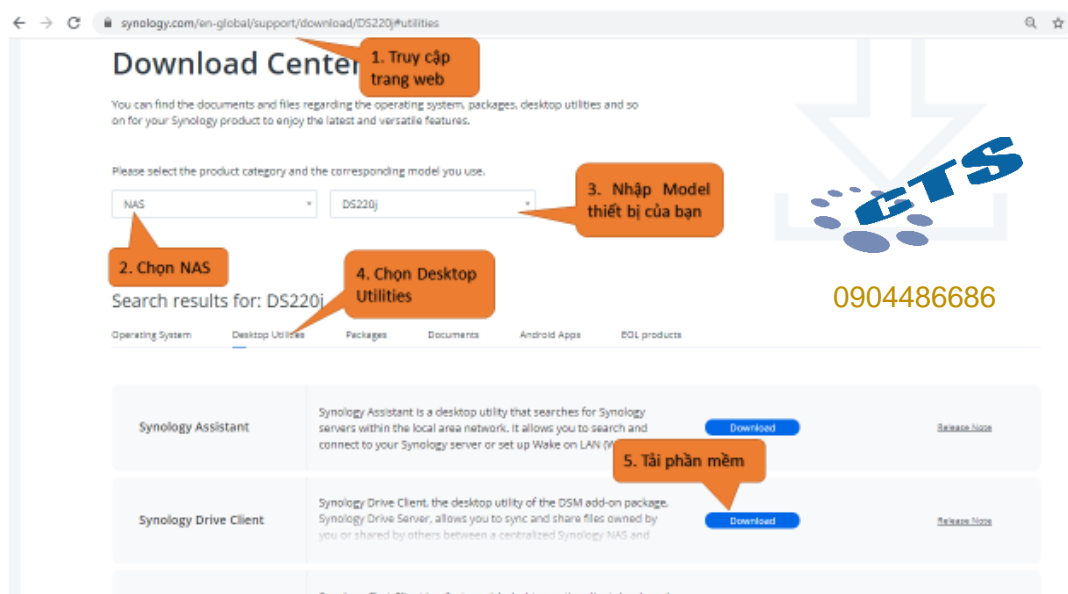 synology.com/en-global/support/download/DS220j#utilities
Download Center
1. Truy cập
trang web
You can find the documents and files regarding the operating system, packages, desktop utilities and so
on for your Synology product to enjoy the latest and versatile features.
Please select the product category and the corresponding model you use.
NAS
DS220j
3. Nhập Model
thiết bị của bạn
CTS
2. Chọn NAS
4. Chọn Desktop
Utilities
0904486686
Search results for: DS220j
Operating System
Desktop Utilities
Packages
Documents
Android Apps
EOL products
Synology Assistant
Synology Assistant is a desktop utility that searches for Synology
servers within the local area network. It allows you to search and
connect to your Synology server or set up Wake on LAN (W
Download
Release Note
5. Tải phần mềm
Synology Drive Client
Synology Drive Client, the desktop utility of the DSM add-on package,
Synology Drive Server, allows you to sync and share files owned by
you or shared by others between a centralized Synology NAS and
Download
Release Note